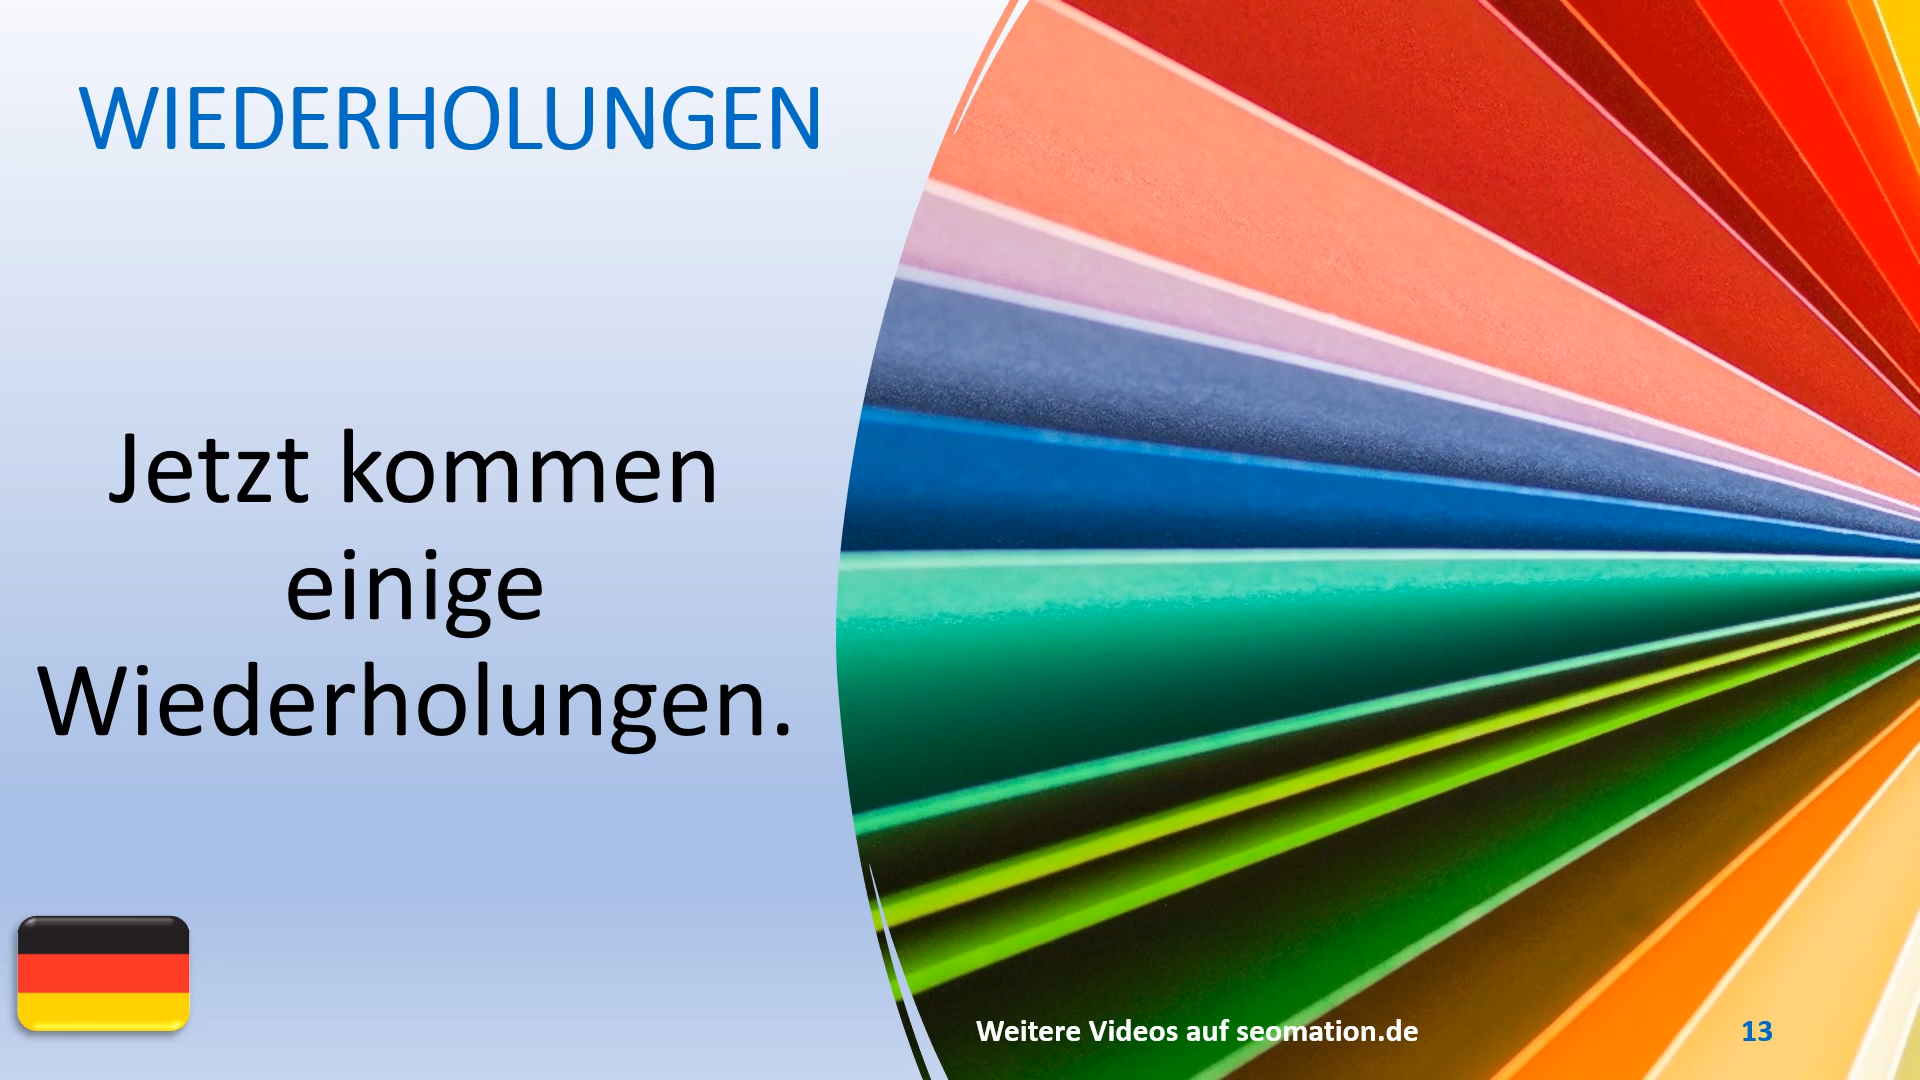 WIEDERHOLUNGEN
Jetzt kommen
einige
Wiederholungen.
Weitere Videos auf seomation.de
13